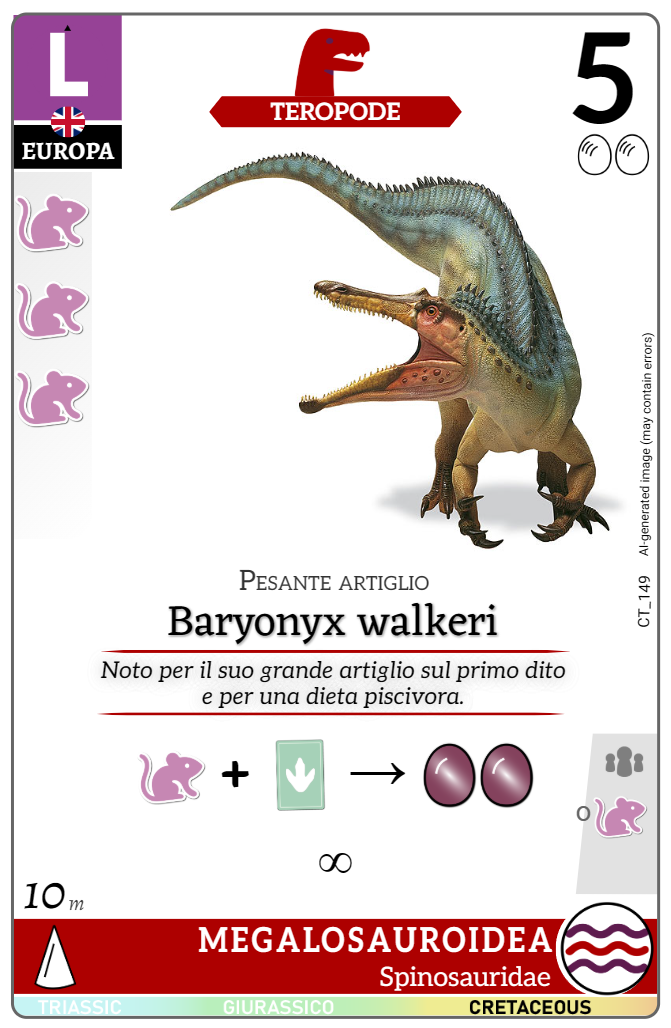 L
EUROPA
TEROPODE
5
AI-generated image (may contain errors)
CT_149
Pesante artiglio
Baryonyx walkeri
Noto per il suo grande artiglio sul primo dito
e per una dieta piscivora.
+ → 
∞
o
10 m
MEGALOSAUROIDEA
Spinosauridae
TRIASSIC GIURASSICO CRETACEOUS